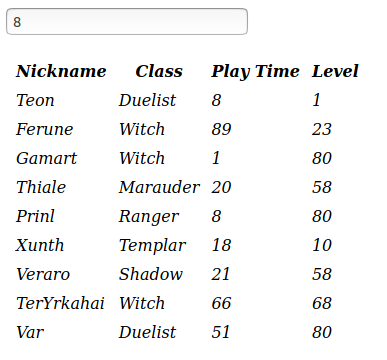 8
Nickname Class Play Time Level
Teon Duelist 8 1
Ferune Witch 89 23
Gamart Witch 1 80
Thiale Marauder 20 58
Prinl Ranger 8 80
Xunth Templar 18 10
Veraro Shadow 21 58
TerYrkahai Witch 66 68
Var Duelist 51 80